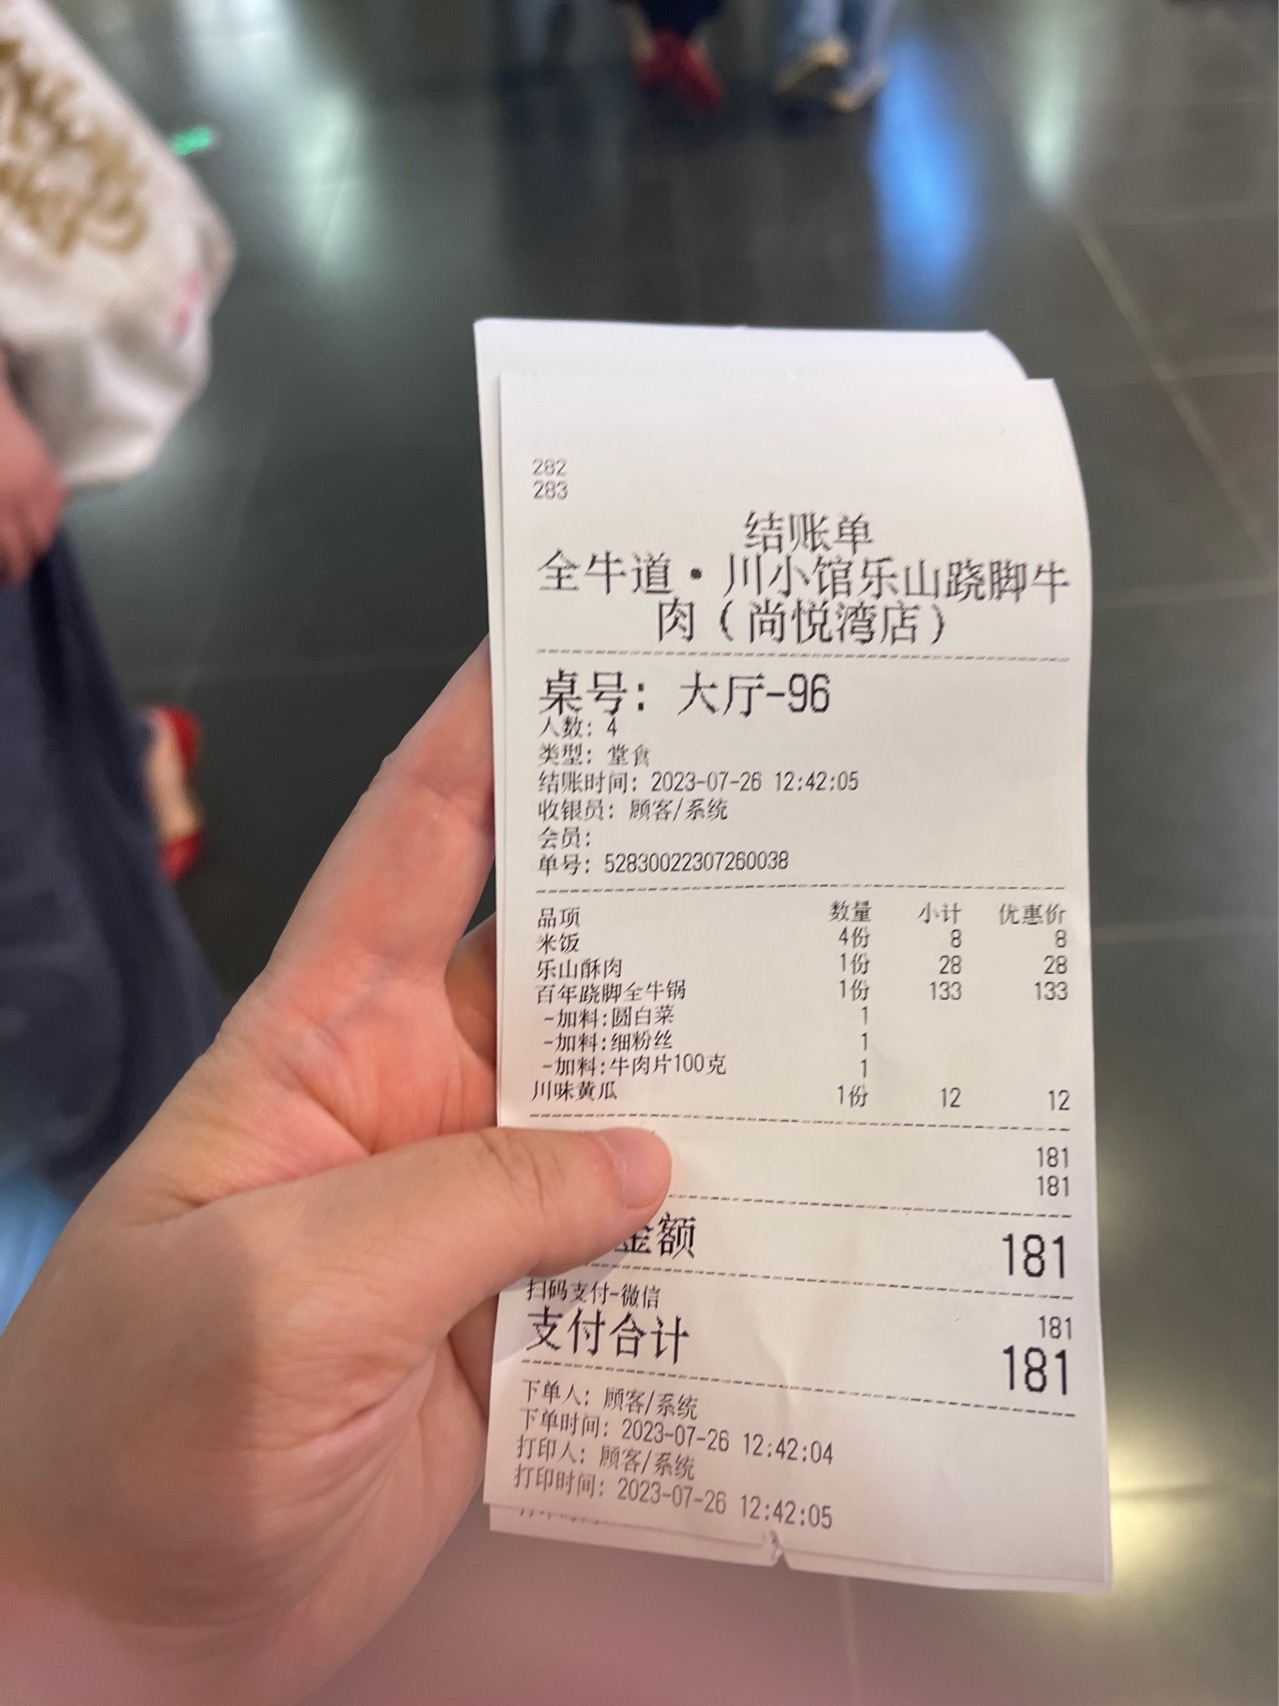 282
283
结账单
全牛道·川小馆乐山跷脚牛
肉(尚悦湾店)
桌号: 大厅-96
人数: 4
类型: 堂食
结账时间: 2023-07-26 12:42:05
收银员: 顾客/系统
会员:
单号: 52830022307260038
品项 数量 小计 优惠价
米饭 4份 8 8
乐山酥肉 1份 28 28
百年跷脚全牛锅 1份 133 133
-加料:圆白菜 1
-加料:细粉丝 1
-加料:牛肉片100克 1
川味黄瓜 1份 12 12
181
181
金额 181
扫码支付-微信 181
支付合计 181
下单人: 顾客/系统
下单时间: 2023-07-26 12:42:04
打印人: 顾客/系统
打印时间: 2023-07-26 12:42:05